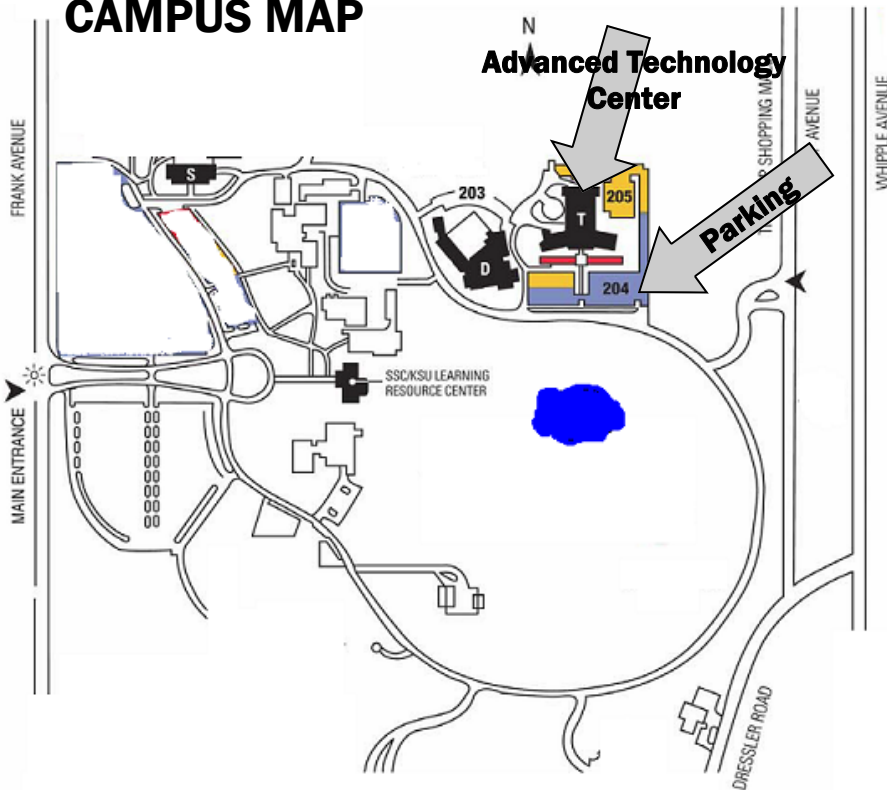 CAMPUS MAP
N
Advanced Technology
Center
FRANK AVENUE
SHOPPING MA
AVENUE
WHIPPLE AVENUE
S
203
205
T
Parking
D
204
SSC/KSU LEARNING
RESOURCE CENTER
MAIN ENTRANCE
DRESSLER ROAD